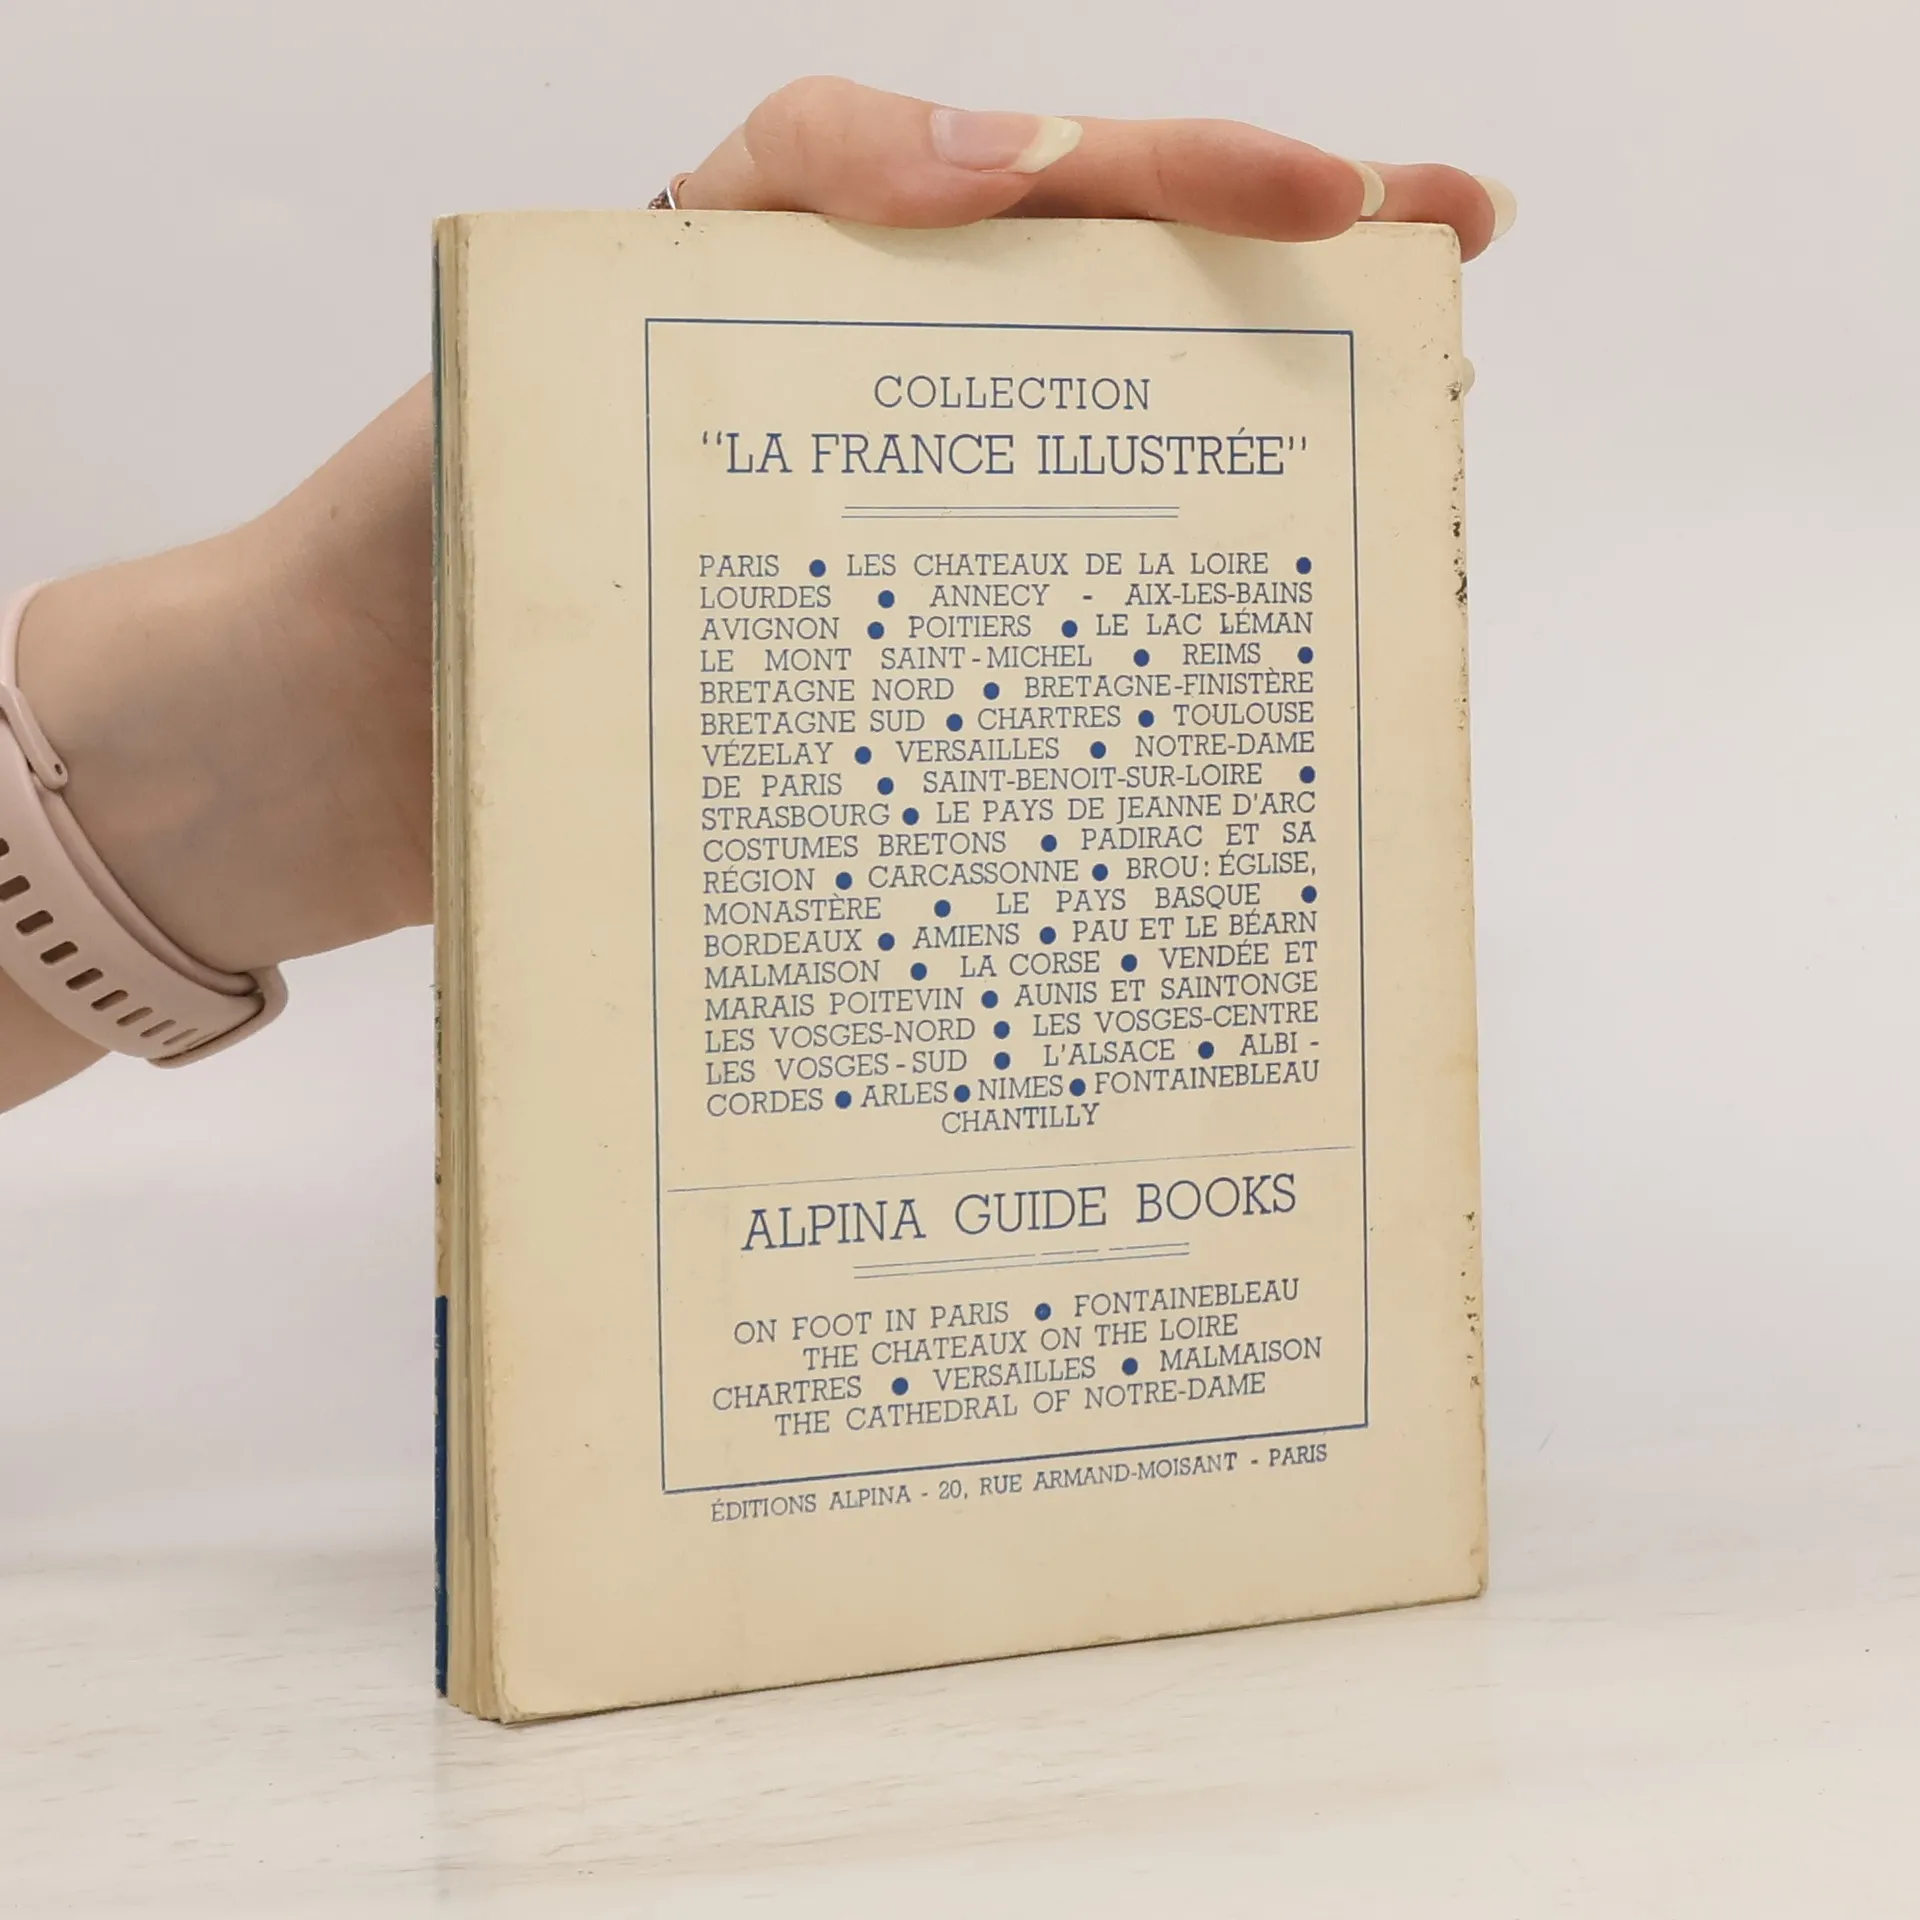 COLLECTION
"LA FRANCE ILLUSTRÉE"
PARIS ● LES CHATEAUX DE LA LOIRE ●
LOURDES ● ANNECY - AIX-LES-BAINS
AVIGNON ● POITIERS ● LE LAC LÉMAN
LE MONT SAINT-MICHEL ● REIMS ●
BRETAGNE NORD ● BRETAGNE-FINISTÈRE
BRETAGNE SUD ● CHARTRES ● TOULOUSE
VÉZELAY ● VERSAILLES ● NOTRE-DAME
DE PARIS ● SAINT-BENOIT-SUR-LOIRE ●
STRASBOURG ● LE PAYS DE JEANNE D'ARC
COSTUMES BRETONS ● PADIRAC ET SA
RÉGION ● CARCASSONNE ● BROU: ÉGLISE,
MONASTÈRE ● LE PAYS BASQUE ●
BORDEAUX ● AMIENS ● PAU ET LE BÉARN
MALMAISON ● LA CORSE ● VENDÉE ET
MARAIS POITEVIN ● AUNIS ET SAINTONGE
LES VOSGES-NORD ● LES VOSGES-CENTRE
LES VOSGES-SUD ● L'ALSACE ● ALBI -
CORDES ● ARLES ● NIMES ● FONTAINEBLEAU
CHANTILLY
ALPINA GUIDE BOOKS
ON FOOT IN PARIS ● FONTAINEBLEAU
THE CHATEAUX ON THE LOIRE
CHARTRES ● VERSAILLES ● MALMAISON
THE CATHEDRAL OF NOTRE-DAME
ÉDITIONS ALPINA - 20, RUE ARMAND-MOISANT - PARIS